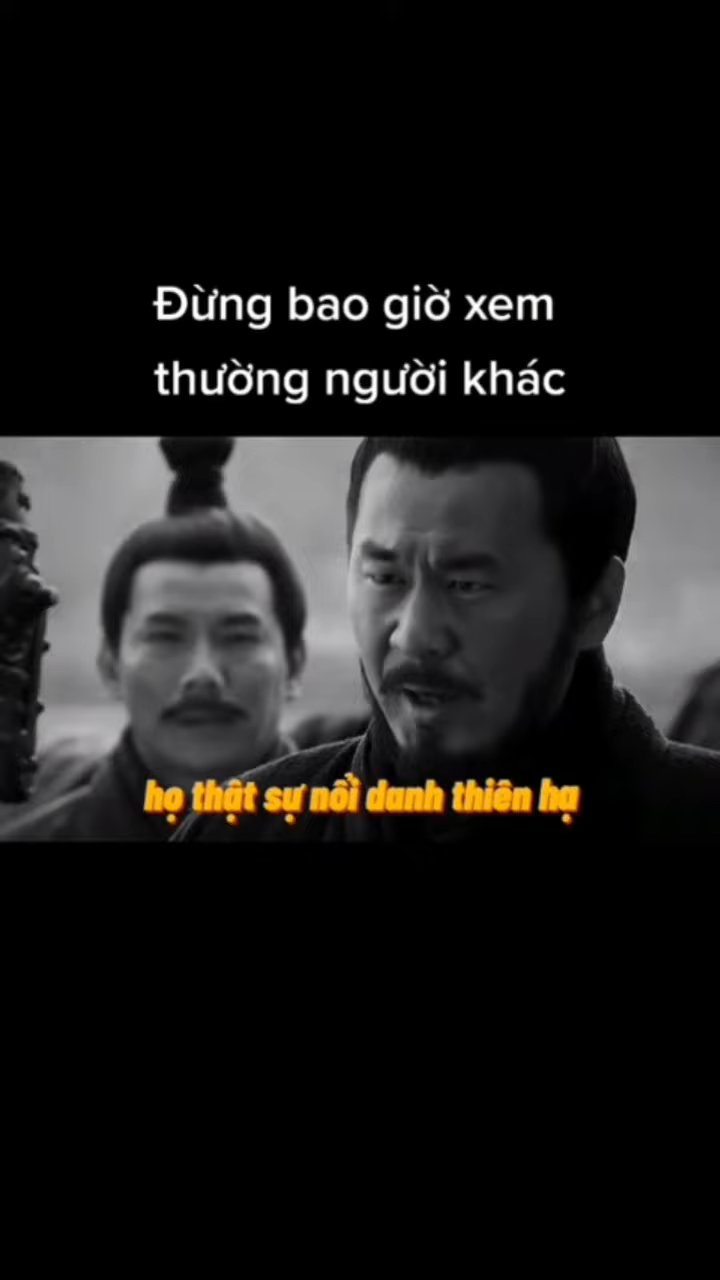 Đừng bao giờ xem
thường người khác
họ thật sự nổi danh thiên hạ